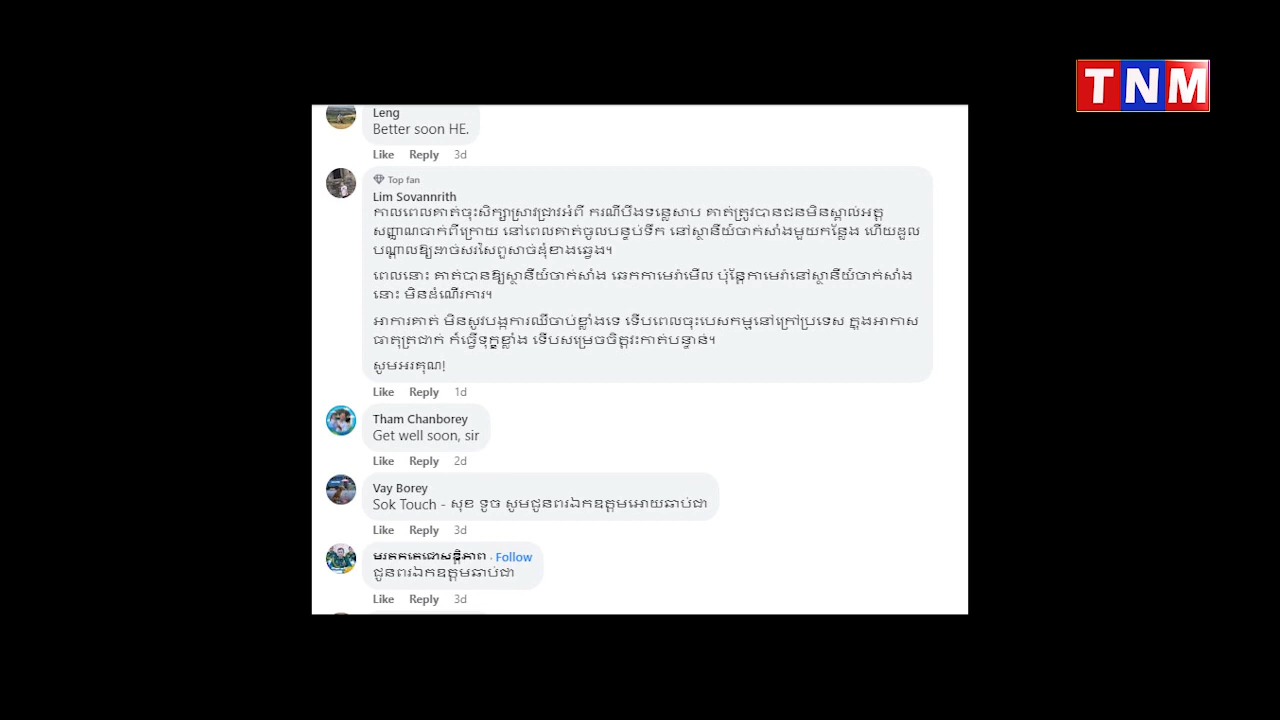 TNM
Leng
Better soon HE.
Like Reply 3d
Top fan
Lim Sovannrith
កាលពេលគាត់ចុះសិក្សាស្រាវជ្រាវអំពី ករណីបឹងទន្លេសាប គាត់ត្រូវបានជនមិនស្គាល់អត្ត
សញ្ញាណធាក់ពីក្រោយ នៅពេលគាត់ចូលបន្ទប់ទឹក នៅស្ថានីយ៍ចាក់សាំងមួយកន្លែង ហើយដួល
បណ្តាលឱ្យដាច់សរសៃពួសាច់ដុំខាងឆ្វេង។
ពេលនោះ គាត់បានឱ្យស្ថានីយ៍ចាក់សាំង ឆេកកាមេរ៉ាមើល ប៉ុន្តែកាមេរ៉ានៅស្ថានីយ៍ចាក់សាំង
នោះ មិនដំណើរការ។
អាការគាត់ មិនសូវបង្កការឈឺចាប់ខ្លាំងទេ ទើបពេលចុះបេសកម្មនៅក្រៅប្រទេស ក្នុងអាកាស
ធាតុត្រជាក់ ក៏ធ្វើទុក្ខខ្លាំង ទើបសម្រេចចិត្តវះកាត់បន្ទាន់។
សូមអរគុណ!
Like Reply 1d
Tham Chanborey
Get well soon, sir
Like Reply 2d
Vay Borey
Sok Touch - សុខ ទូច សូមជូនពរឯកឧត្តមអោយឆាប់ជា
Like Reply 3d
មរតកតេជោសន្តិភាព · Follow
ជូនពរឯកឧត្តមឆាប់ជា
Like Reply 3d